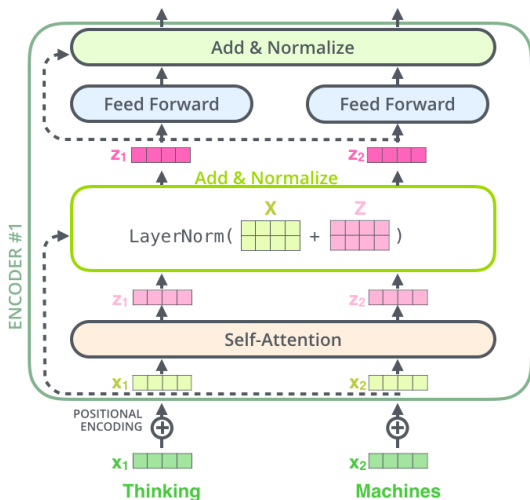 Add & Normalize
Feed Forward
Feed Forward
z1
z2
Add & Normalize
X
Z
LayerNorm( + )
ENCODER #1
z1
z2
Self-Attention
x1
x2
POSITIONAL
ENCODING
x1
x2
Thinking
Machines